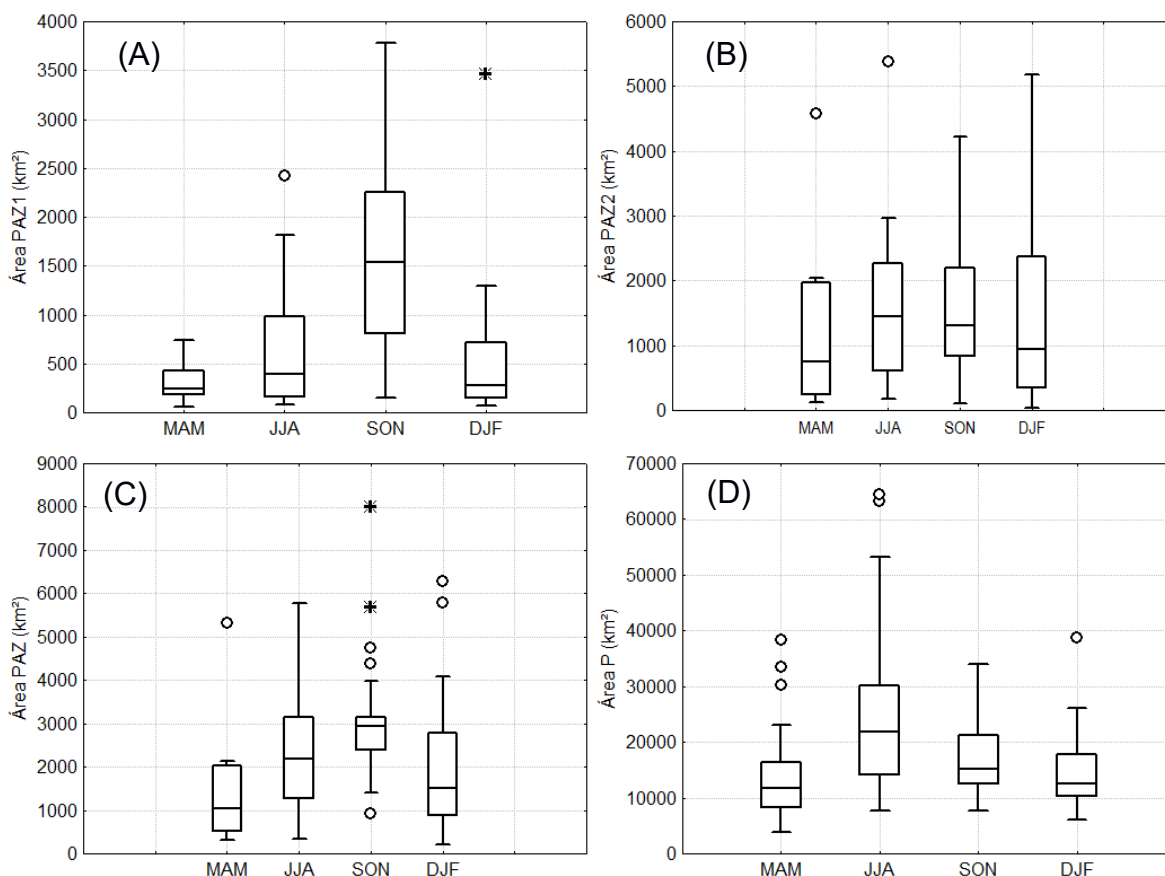 (A)
Área PAZ1 (km²)
4000
3500
3000
2500
2000
1500
1000
500
0
MAM JJA SON DJF
(B)
Área PAZ2 (km²)
6000
5000
4000
3000
2000
1000
0
MAM JJA SON DJF
(C)
Área PAZ (km²)
9000
8000
7000
6000
5000
4000
3000
2000
1000
0
MAM JJA SON DJF
(D)
Área P (km²)
70000
60000
50000
40000
30000
20000
10000
0
MAM JJA SON DJF